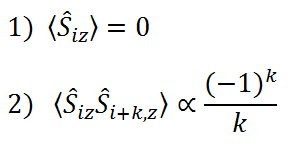 1) ⟨Ŝ_{iz}⟩ = 0
2) ⟨Ŝ_{iz}Ŝ_{i+k,z}⟩ ∝ (−1)^k / k